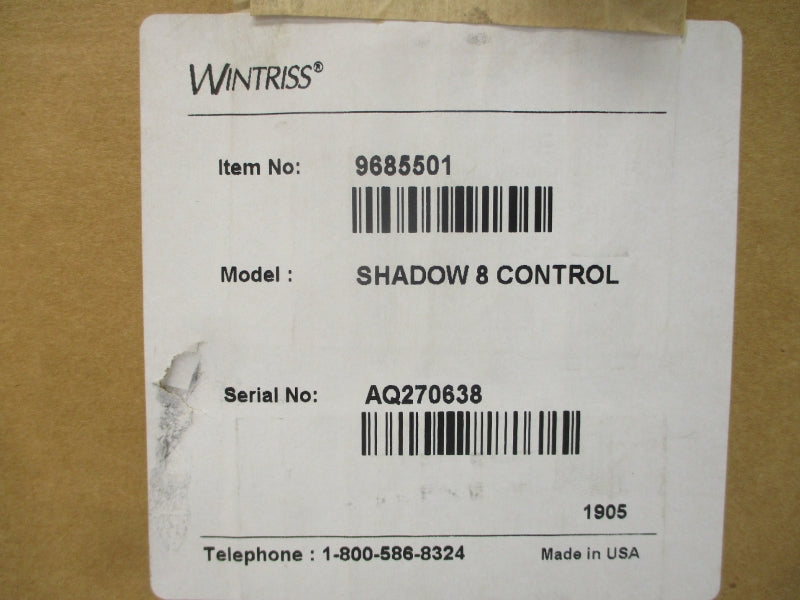 WINTRISS®
Item No: 9685501
Model : SHADOW 8 CONTROL
Serial No: AQ270638
1905
Telephone : 1-800-586-8324 Made in USA